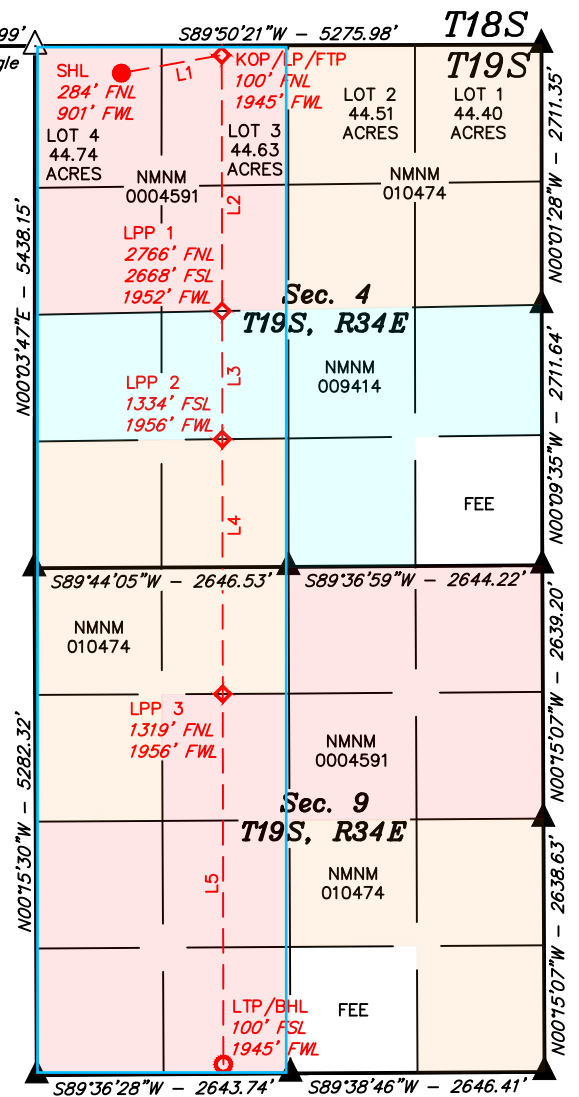 99'
gle
S89°50'21"W - 5275.98'
T18S
T19S
SHL
284' FNL
901' FWL
L1
KOP/LP/FTP
100' FNL
1945' FWL
LOT 4
44.74
ACRES
LOT 3
44.63
ACRES
LOT 2
44.51
ACRES
LOT 1
44.40
ACRES
N00°01'28"W - 2711.35'
NMNM
0004591
NMNM
010474
L2
N00°03'47"E - 5438.15'
LPP 1
2766' FNL
2668' FSL
1952' FWL
Sec. 4
T19S, R34E
L3
NMNM
009414
LPP 2
1334' FSL
1956' FWL
N00°09'35"W - 2711.64'
L4
FEE
S89°44'05"W - 2646.53'
S89°36'59"W - 2644.22'
NMNM
010474
N00°15'07"W - 2639.20'
LPP 3
1319' FNL
1956' FWL
NMNM
0004591
N00°15'30"W - 5282.32'
Sec. 9
T19S, R34E
L5
NMNM
010474
N00°15'07"W - 2638.63'
LTP/BHL
100' FSL
1945' FWL
FEE
S89°36'28"W - 2643.74'
S89°38'46"W - 2646.41'